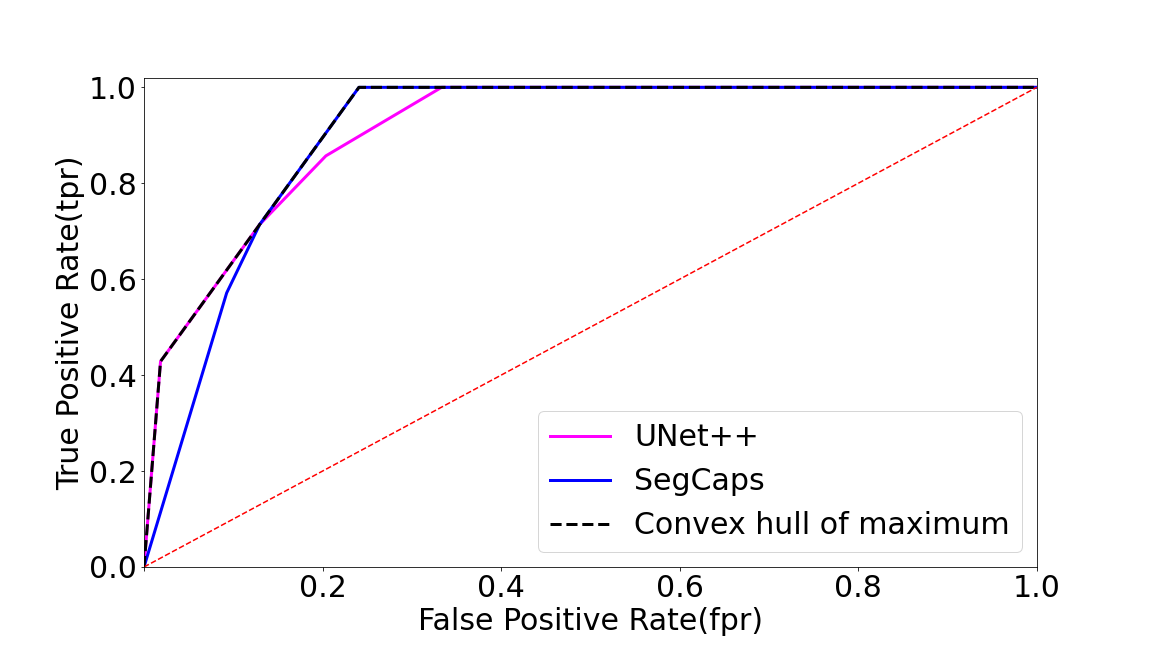 True Positive Rate(tpr)
1.0
0.8
0.6
0.4
0.2
0.0
UNet++
SegCaps
Convex hull of maximum
0.2 0.4 0.6 0.8 1.0
False Positive Rate(fpr)